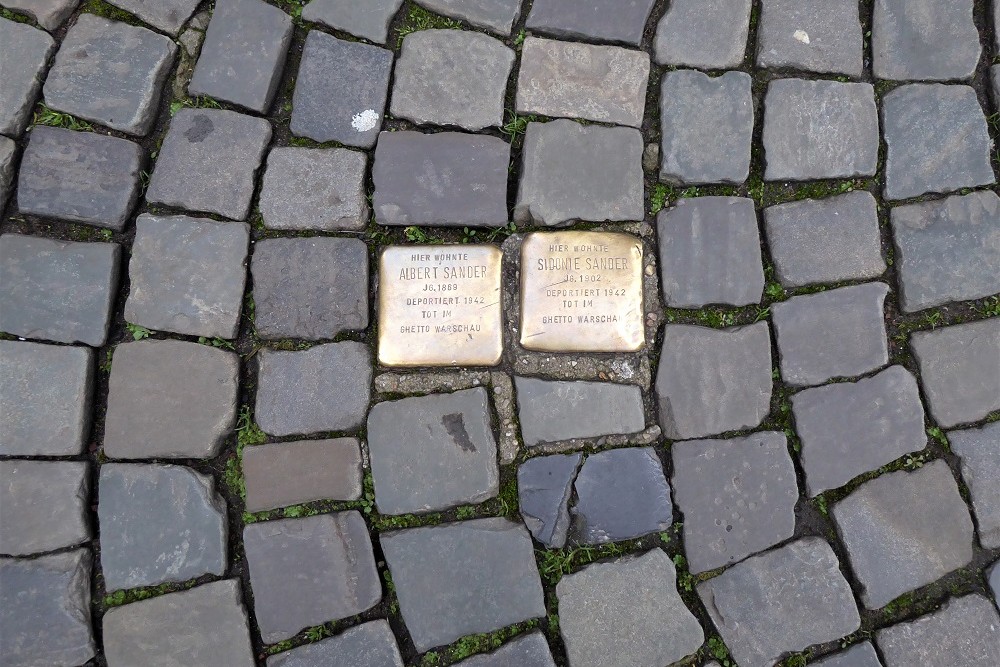 HIER WOHNTE
ALBERT SANDER
JG. 1869
DEPORTIERT 1942
TOT IM
GHETTO WARSCHAU
HIER WOHNTE
SIDONIE SANDER
JG. 1902
DEPORTIERT 1942
TOT IM
GHETTO WARSCHAU